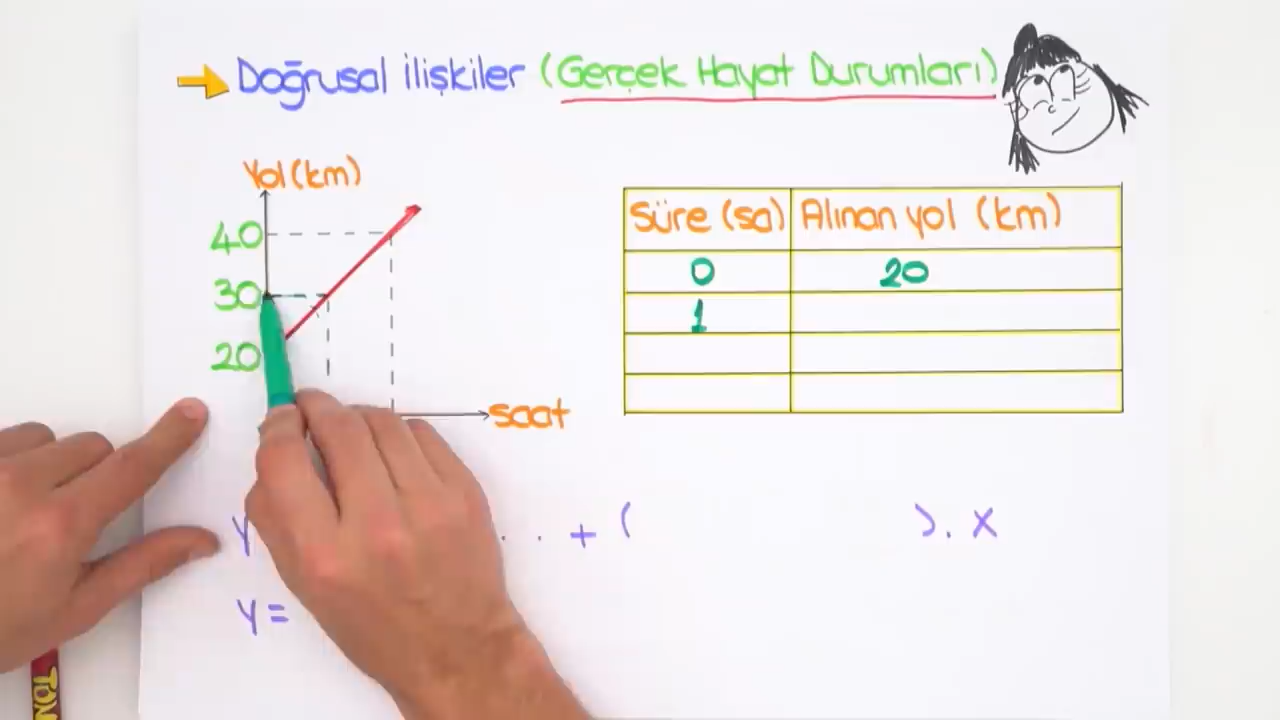 Doğrusal ilişkiler (Gerçek Hayat Durumları)
Yol (km)
40
30
20
saat
Süre (sa) Alınan yol (km)
0 20
1
y . . + ( ). x
y =
TON